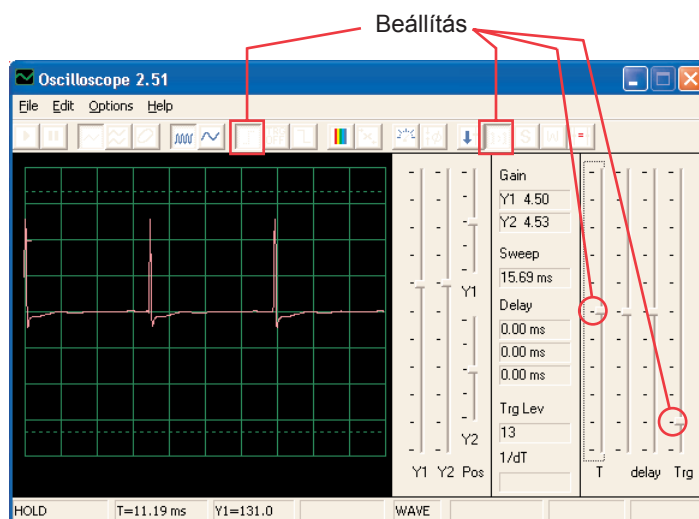 Beállítás
Oscilloscope 2.51
File Edit Options Help
Gain
Y1 4.50
Y2 4.53
Sweep
15.69 ms
Y1
Delay
0.00 ms
0.00 ms
0.00 ms
Trg Lev
13
Y2
1/dT
Y1 Y2 Pos
T delay Trg
HOLD T=11.19 ms Y1=131.0 WAVE